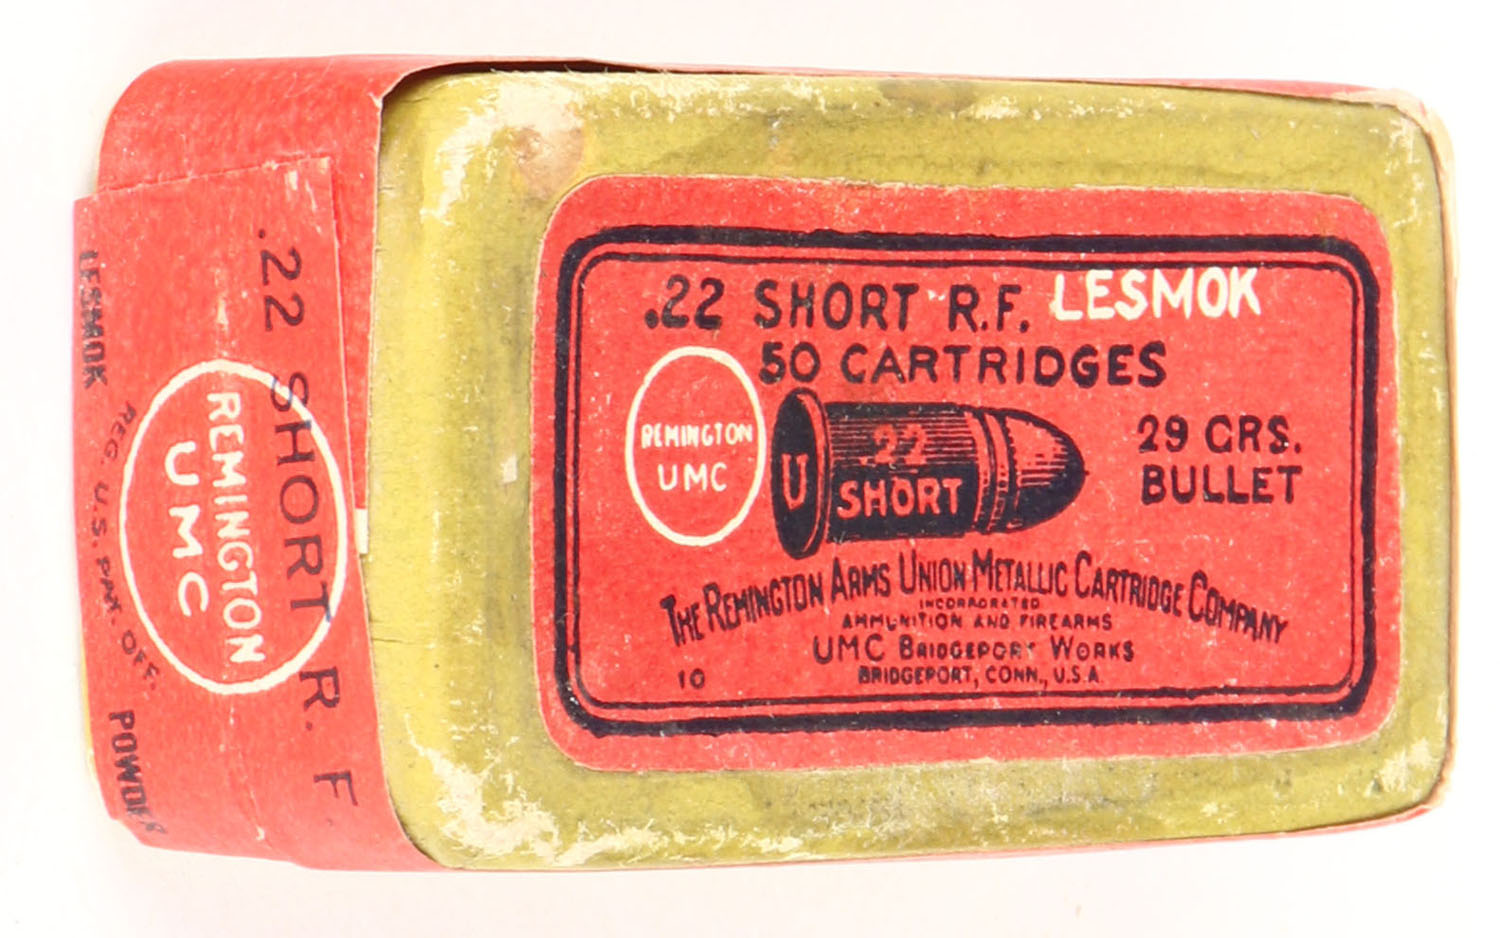 .22 SHORT R.F. LESMOK
50 CARTRIDGES
REMINGTON
UMC
U
.22
SHORT
29 GRS.
BULLET
THE REMINGTON ARMS UNION METALLIC CARTRIDGE COMPANY
INCORPORATED
AMMUNITION AND FIREARMS
UMC BRIDGEPORT WORKS
BRIDGEPORT, CONN., U.S.A.
10
.22 SHORT R. F.
REMINGTON
UMC
REG. U.S. PAT. OFF.
LESMOK POWDER